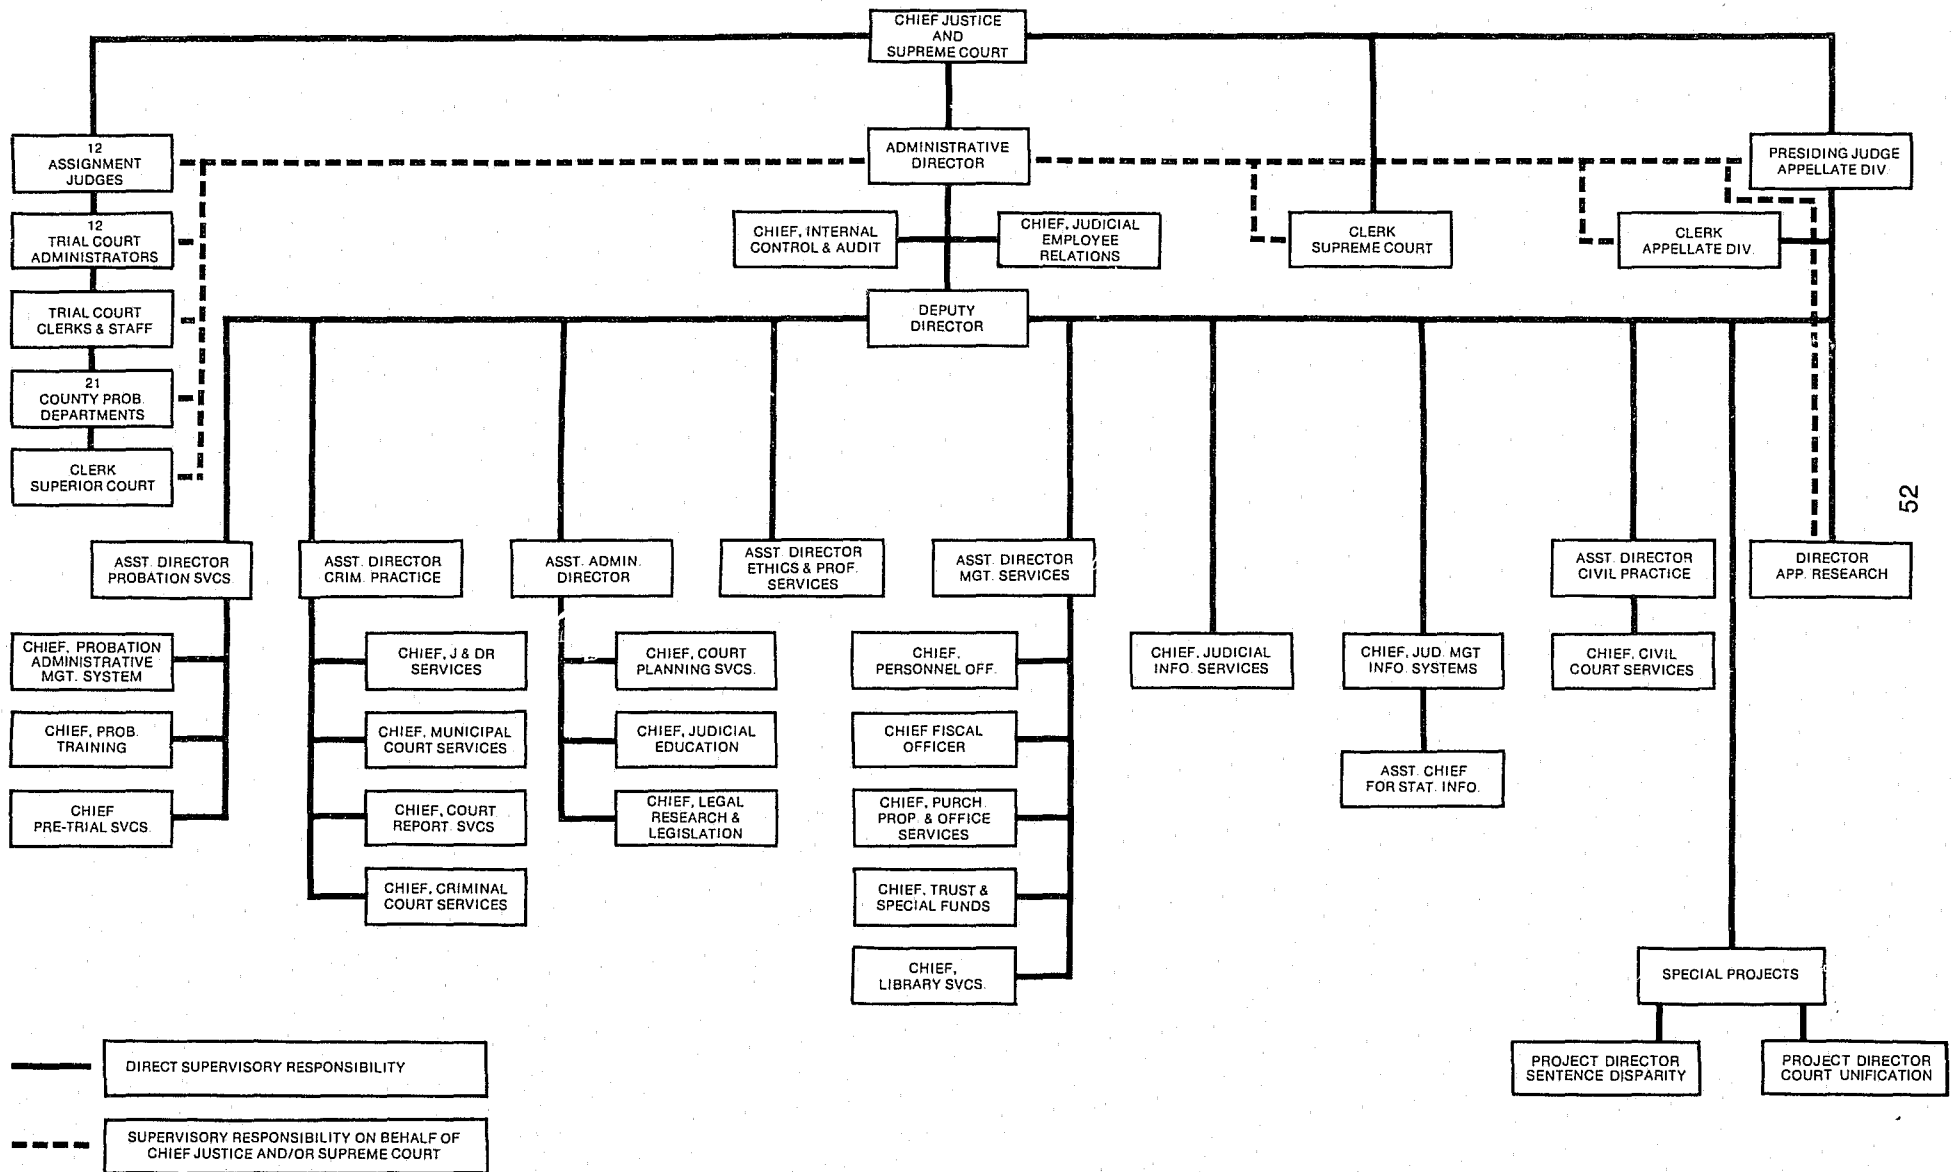 CHIEF JUSTICE
AND
SUPREME COURT
12
ASSIGNMENT
JUDGES
ADMINISTRATIVE
DIRECTOR
PRESIDING JUDGE
APPELLATE DIV.
12
TRIAL COURT
ADMINISTRATORS
CHIEF, INTERNAL
CONTROL & AUDIT
CHIEF, JUDICIAL
EMPLOYEE
RELATIONS
CLERK
SUPREME COURT
CLERK
APPELLATE DIV.
TRIAL COURT
CLERKS & STAFF
DEPUTY
DIRECTOR
21
COUNTY PROB.
DEPARTMENTS
CLERK
SUPERIOR COURT
52
ASST. DIRECTOR
PROBATION SVCS.
ASST. DIRECTOR
CRIM. PRACTICE
ASST. ADMIN.
DIRECTOR
ASST. DIRECTOR
ETHICS & PROF.
SERVICES
ASST. DIRECTOR
MGT. SERVICES
ASST. DIRECTOR
CIVIL PRACTICE
DIRECTOR
APP. RESEARCH
CHIEF, PROBATION
ADMINISTRATIVE
MGT. SYSTEM
CHIEF, J & DR
SERVICES
CHIEF, COURT
PLANNING SVCS.
CHIEF,
PERSONNEL OFF.
CHIEF, JUDICIAL
INFO. SERVICES
CHIEF, JUD. MGT
INFO. SYSTEMS
CHIEF, CIVIL
COURT SERVICES
CHIEF, PROB.
TRAINING
CHIEF, MUNICIPAL
COURT SERVICES
CHIEF, JUDICIAL
EDUCATION
CHIEF FISCAL
OFFICER
ASST. CHIEF
FOR STAT. INFO.
CHIEF
PRE-TRIAL SVCS.
CHIEF, COURT
REPORT. SVCS
CHIEF, LEGAL
RESEARCH &
LEGISLATION
CHIEF, PURCH.
PROP. & OFFICE
SERVICES
CHIEF, CRIMINAL
COURT SERVICES
CHIEF, TRUST &
SPECIAL FUNDS
CHIEF,
LIBRARY SVCS.
SPECIAL PROJECTS
PROJECT DIRECTOR
SENTENCE DISPARITY
PROJECT DIRECTOR
COURT UNIFICATION
DIRECT SUPERVISORY RESPONSIBILITY
SUPERVISORY RESPONSIBILITY ON BEHALF OF
CHIEF JUSTICE AND/OR SUPREME COURT